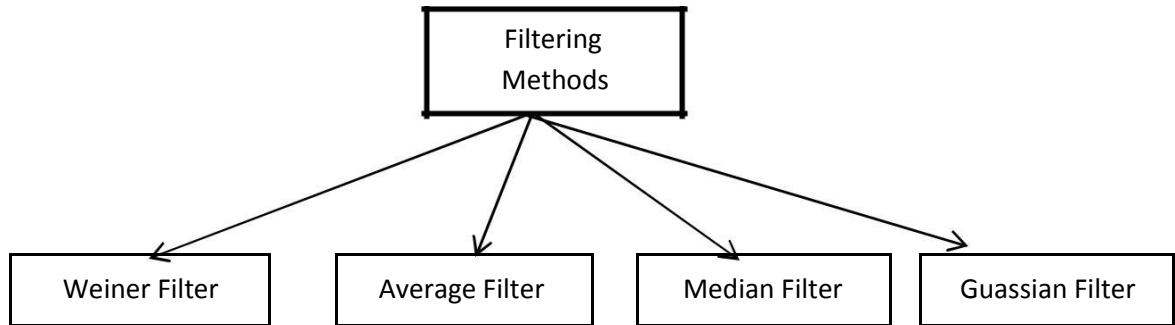 Filtering
Methods
Weiner Filter
Average Filter
Median Filter
Guassian Filter